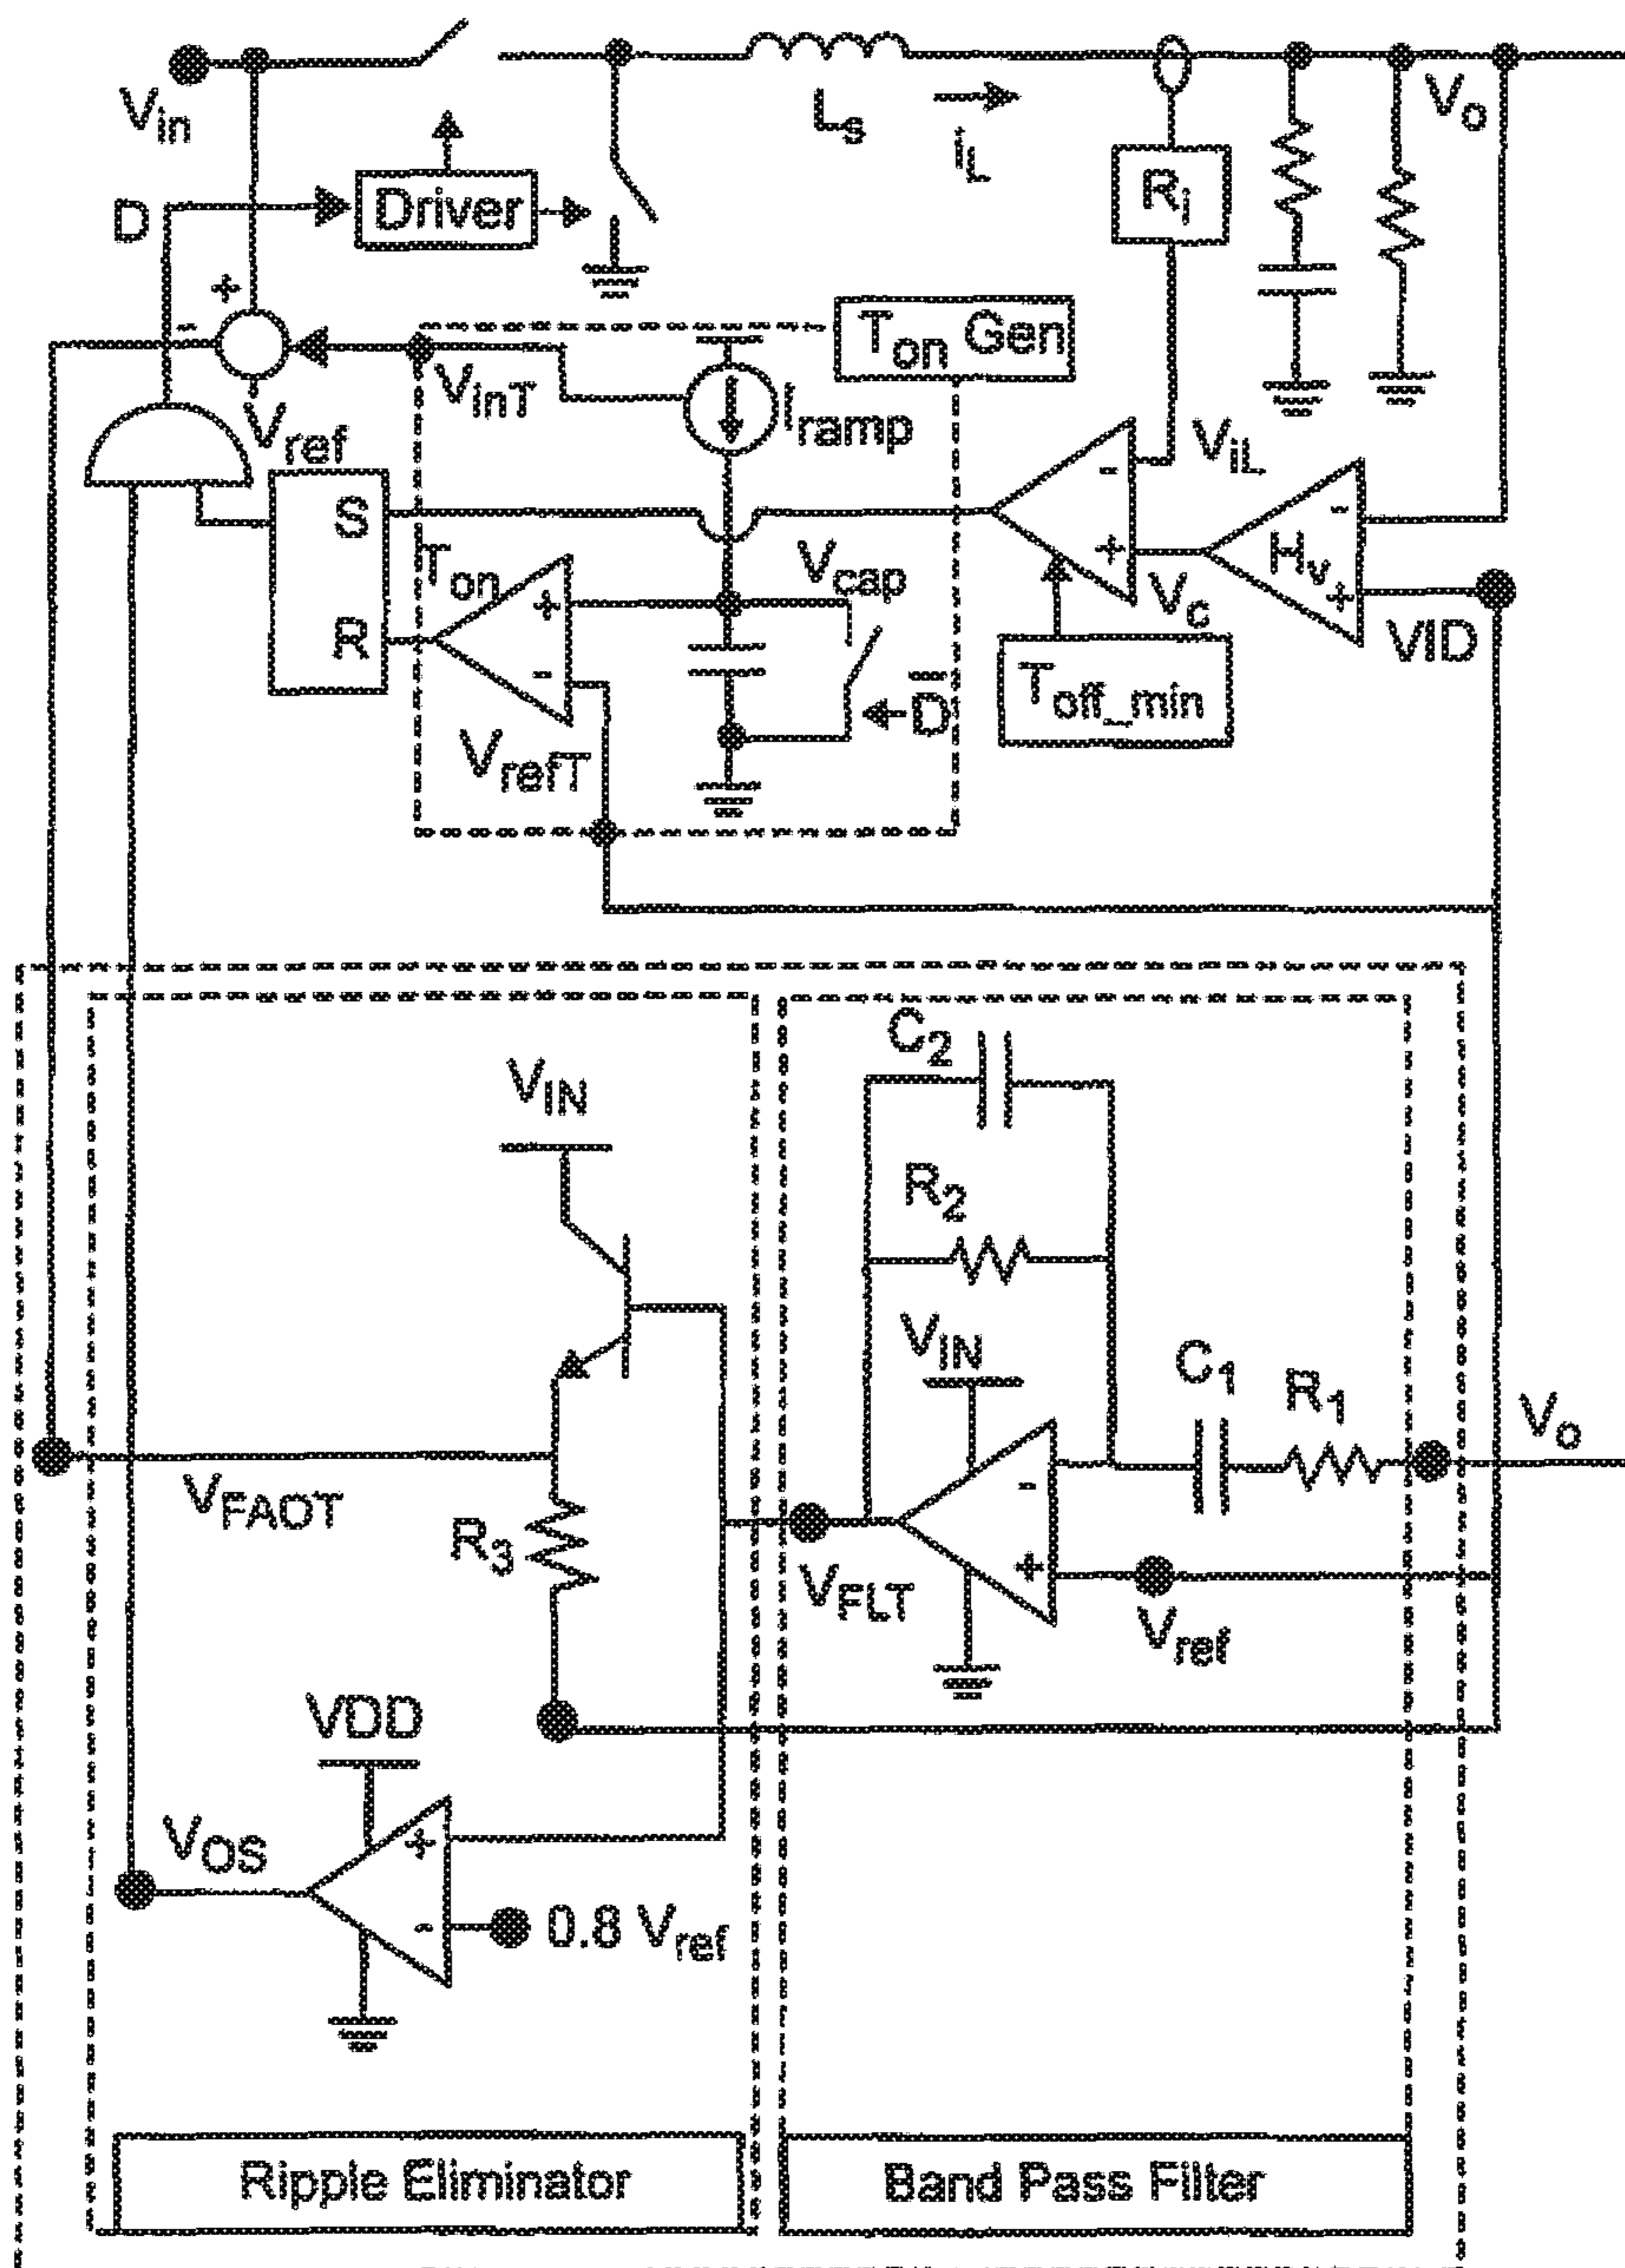 Vin
Ls
iL
Vo
D
Driver
Ri
+
-
Ton Gen
VinT
Iramp
Vref
ViL
-
S
-
Hv
Ton
Vcap
+
+
Vc
+
VID
R
-
D
Toff_min
VrefT
C2
VIN
R2
VIN
C1
R1
Vo
-
VFAOT
R3
+
VFLT
Vref
VDD
VOS
+
-
0.8 Vref
Ripple Eliminator
Band Pass Filter